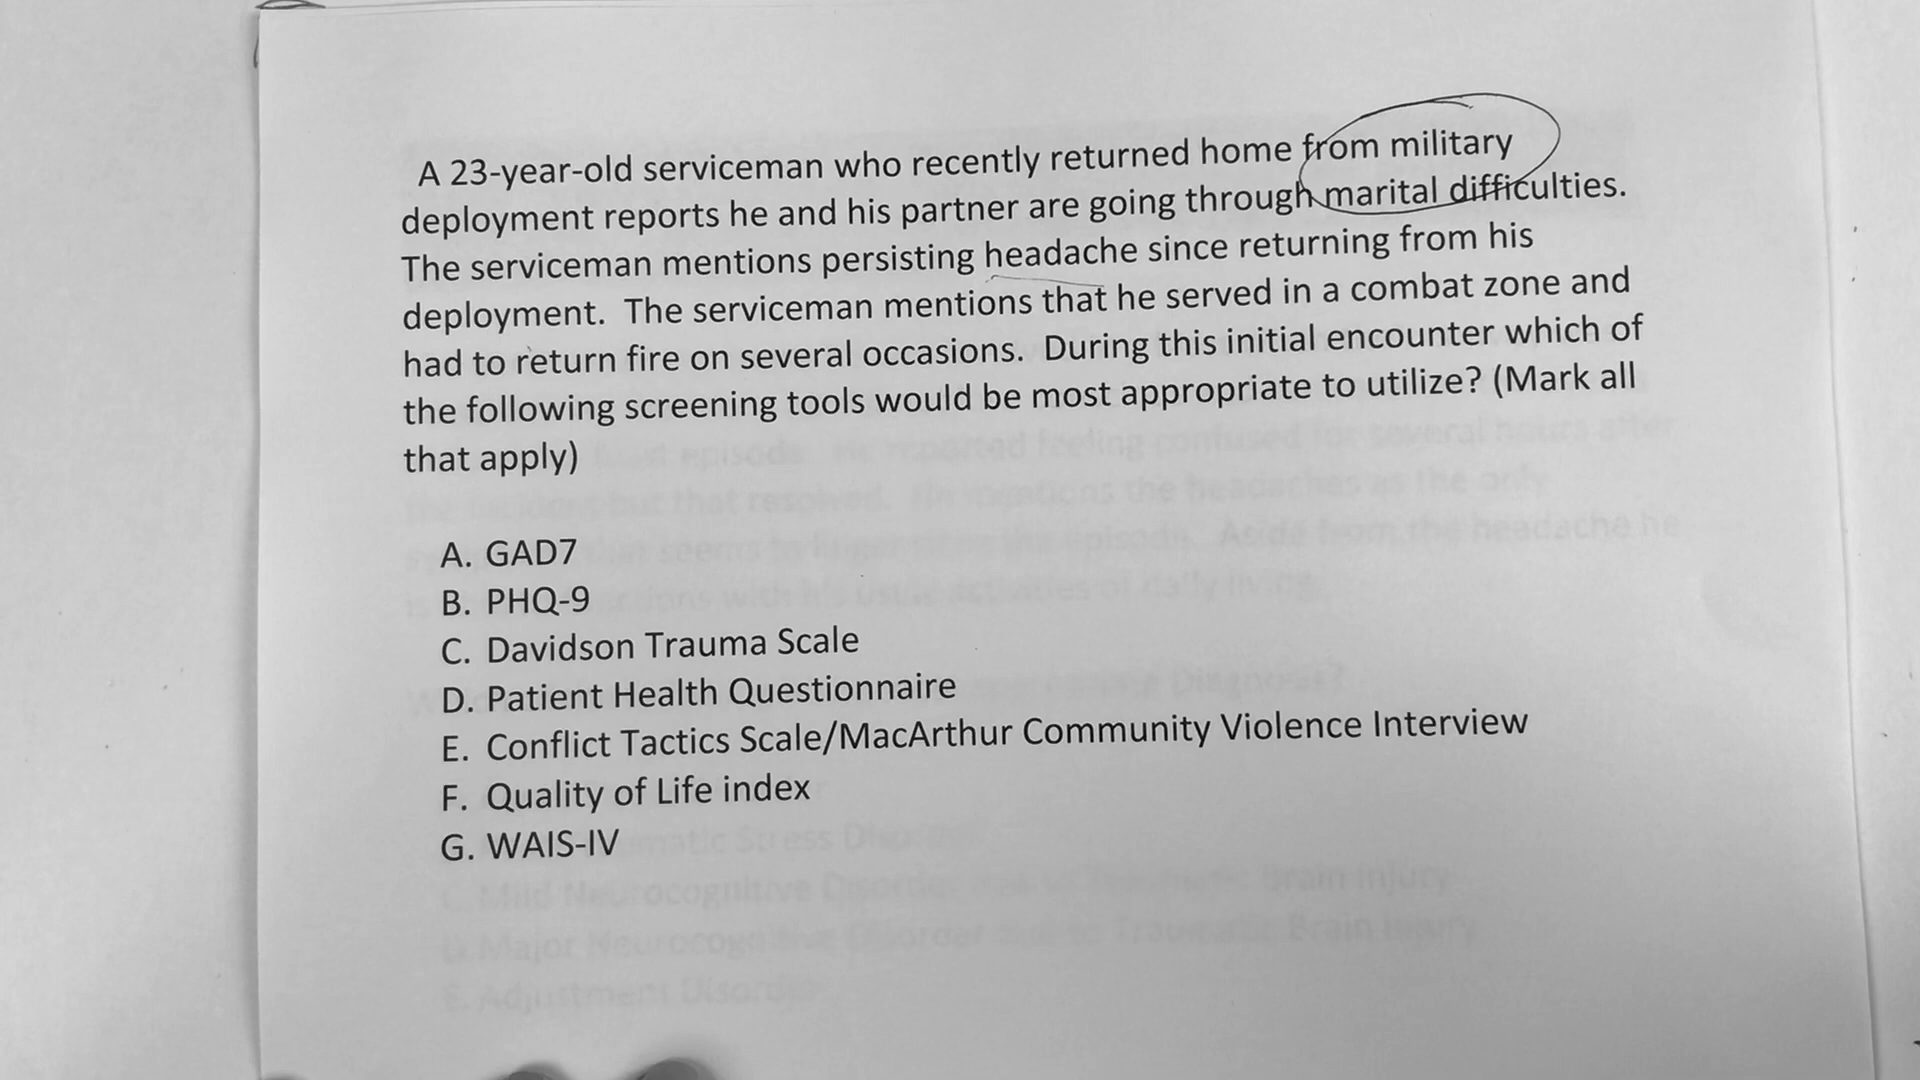 A 23-year-old serviceman who recently returned home from military
deployment reports he and his partner are going through marital difficulties.
The serviceman mentions persisting headache since returning from his
deployment. The serviceman mentions that he served in a combat zone and
had to return fire on several occasions. During this initial encounter which of
the following screening tools would be most appropriate to utilize? (Mark all
that apply)
A. GAD7
B. PHQ-9
C. Davidson Trauma Scale
D. Patient Health Questionnaire
E. Conflict Tactics Scale/MacArthur Community Violence Interview
F. Quality of Life index
G. WAIS-IV